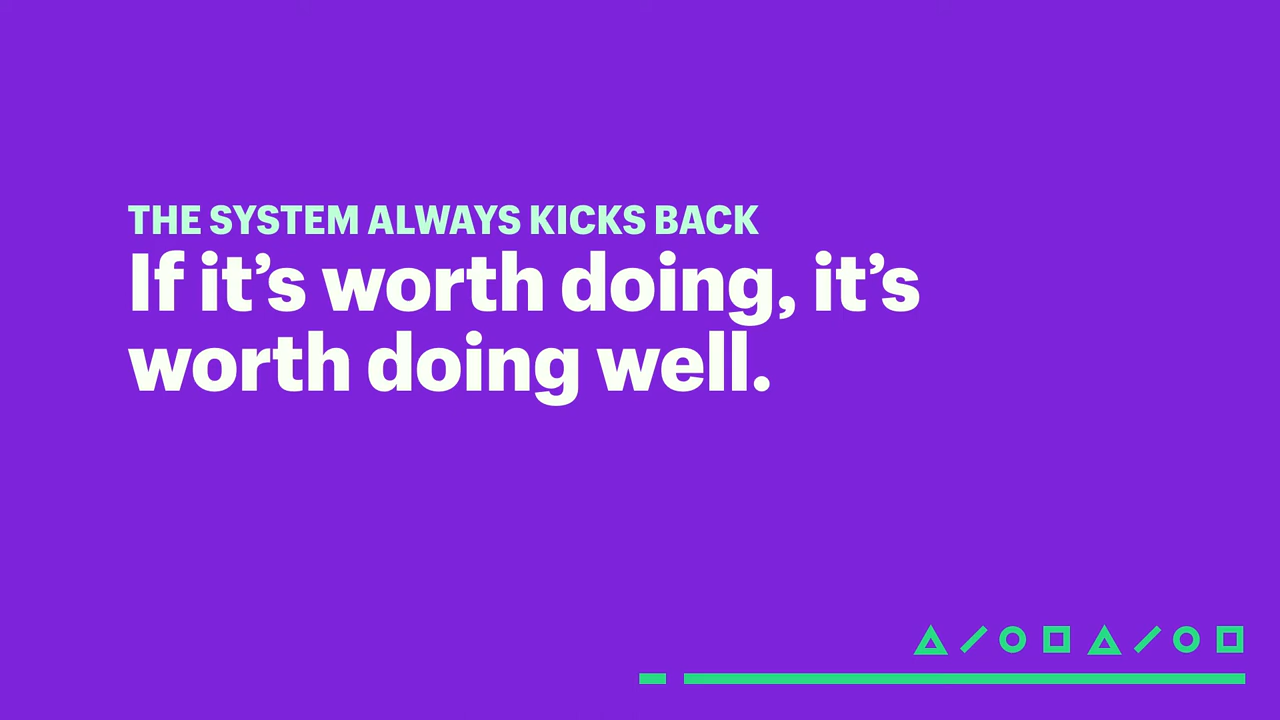 THE SYSTEM ALWAYS KICKS BACK
If it’s worth doing, it’s
worth doing well.